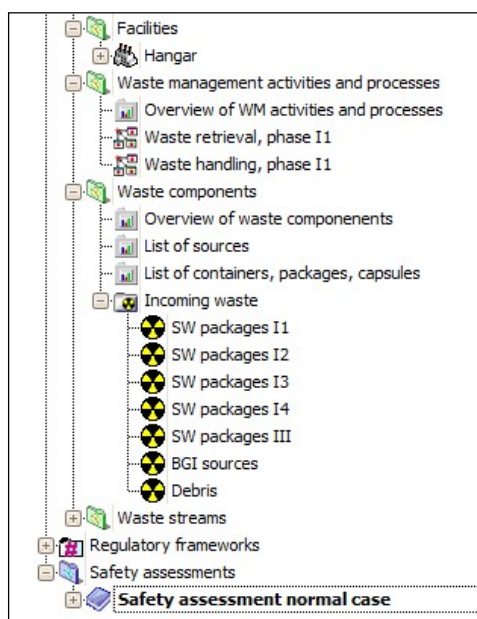 Facilities
Hangar
Waste management activities and processes
Overview of WM activities and processes
Waste retrieval, phase I1
Waste handling, phase I1
Waste components
Overview of waste componenents
List of sources
List of containers, packages, capsules
Incoming waste
SW packages I1
SW packages I2
SW packages I3
SW packages I4
SW packages III
BGI sources
Debris
Waste streams
Regulatory frameworks
Safety assessments
Safety assessment normal case